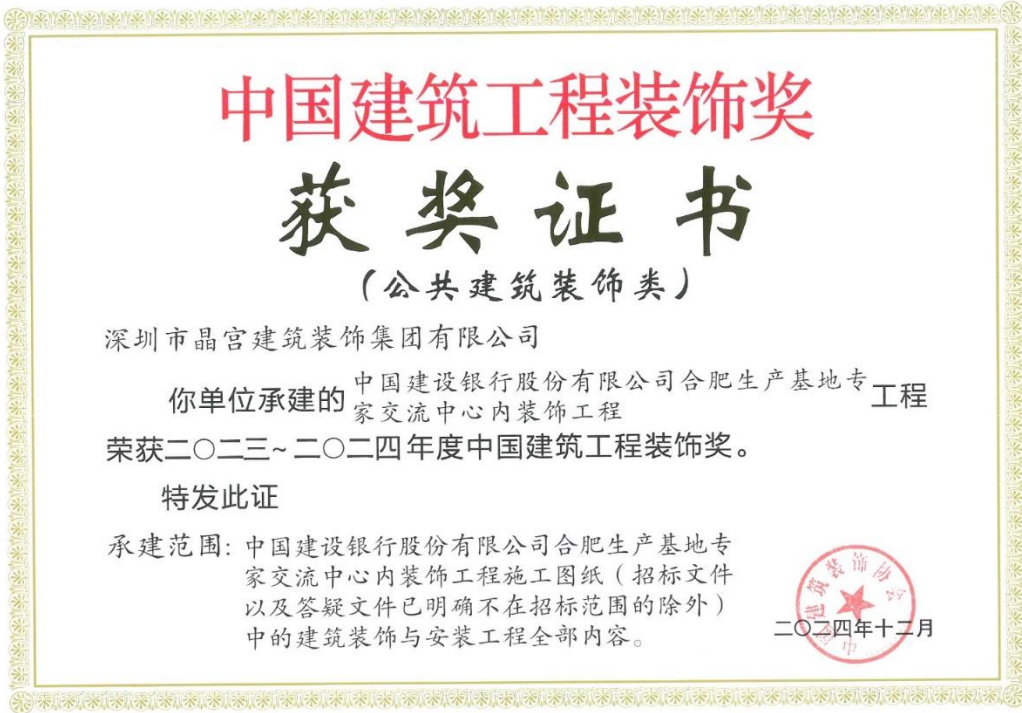 中国建筑工程装饰奖
获奖证书
（公共建筑装饰类）
深圳市晶宫建筑装饰集团有限公司
你单位承建的中国建设银行股份有限公司合肥生产基地专家交流中心内装饰工程工程
荣获二〇二三~二〇二四年度中国建筑工程装饰奖。
特发此证
承建范围：中国建设银行股份有限公司合肥生产基地专
家交流中心内装饰工程施工图纸（招标文件
以及答疑文件已明确不在招标范围的除外）
中的建筑装饰与安装工程全部内容。
中国建筑装饰协会
二〇二四年十二月